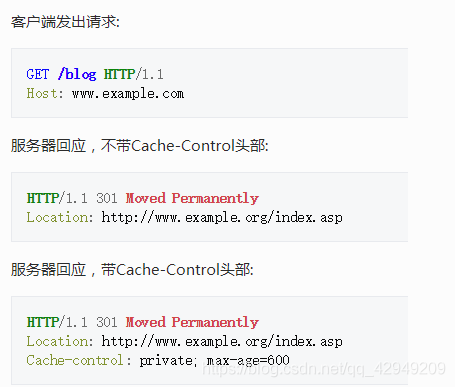 客户端发出请求:
GET /blog HTTP/1.1
Host: www.example.com
服务器回应，不带Cache-Control头部:
HTTP/1.1 301 Moved Permanently
Location: http://www.example.org/index.asp
服务器回应，带Cache-Control头部:
HTTP/1.1 301 Moved Permanently
Location: http://www.example.org/index.asp
Cache-control: private; max-age=600
https://blog.csdn.net/qq_42949209